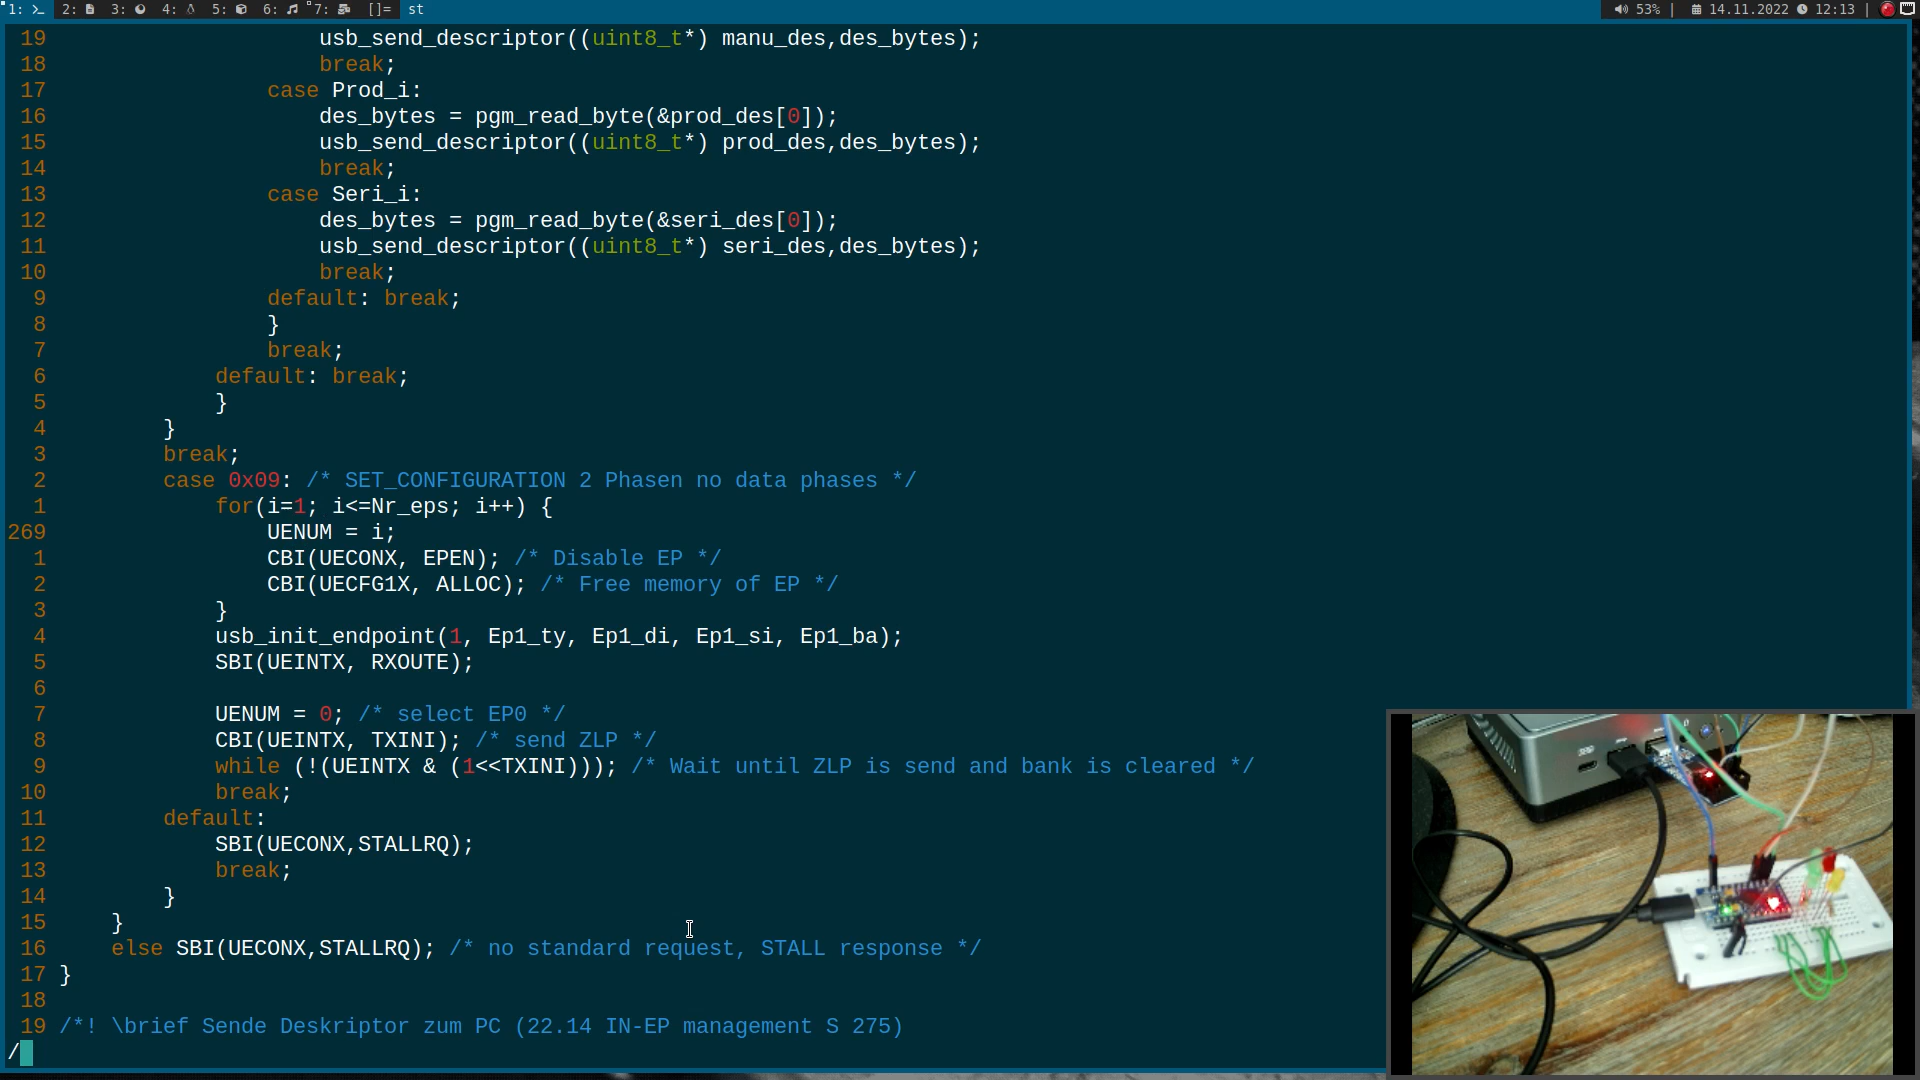 1: 2: 3: 4: 5: 6: 7: []= st 53% | 14.11.2022 12:13 |
19 usb_send_descriptor((uint8_t*) manu_des,des_bytes);
18 break;
17 case Prod_i:
16 des_bytes = pgm_read_byte(&prod_des[0]);
15 usb_send_descriptor((uint8_t*) prod_des,des_bytes);
14 break;
13 case Seri_i:
12 des_bytes = pgm_read_byte(&seri_des[0]);
11 usb_send_descriptor((uint8_t*) seri_des,des_bytes);
10 break;
9 default: break;
8 }
7 break;
6 default: break;
5 }
4 }
3 break;
2 case 0x09: /* SET_CONFIGURATION 2 Phasen no data phases */
1 for(i=1; i<=Nr_eps; i++) {
269 UENUM = i;
1 CBI(UECONX, EPEN); /* Disable EP */
2 CBI(UECFG1X, ALLOC); /* Free memory of EP */
3 }
4 usb_init_endpoint(1, Ep1_ty, Ep1_di, Ep1_si, Ep1_ba);
5 SBI(UEINTX, RXOUTE);
6
7 UENUM = 0; /* select EP0 */
8 CBI(UEINTX, TXINI); /* send ZLP */
9 while (!(UEINTX & (1<<TXINI))); /* Wait until ZLP is send and bank is cleared */
10 break;
11 default:
12 SBI(UECONX,STALLRQ);
13 break;
14 }
15 }
16 else SBI(UECONX,STALLRQ); /* no standard request, STALL response */
17 }
18
19 /*! \brief Sende Deskriptor zum PC (22.14 IN-EP management S 275)
/